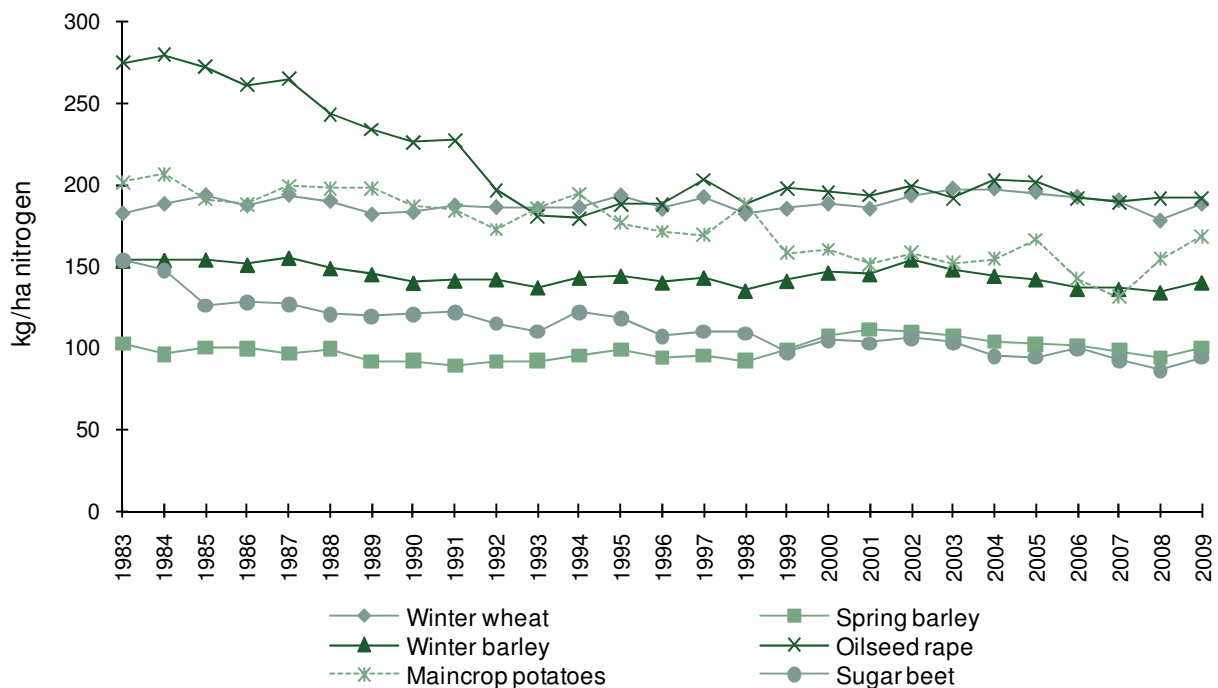 300
250
200
150
100
50
0
kg/ha nitrogen
1983 1984 1985 1986 1987 1988 1989 1990 1991 1992 1993 1994 1995 1996 1997 1998 1999 2000 2001 2002 2003 2004 2005 2006 2007 2008 2009
Winter wheat Spring barley
Winter barley Oilseed rape
Maincrop potatoes Sugar beet